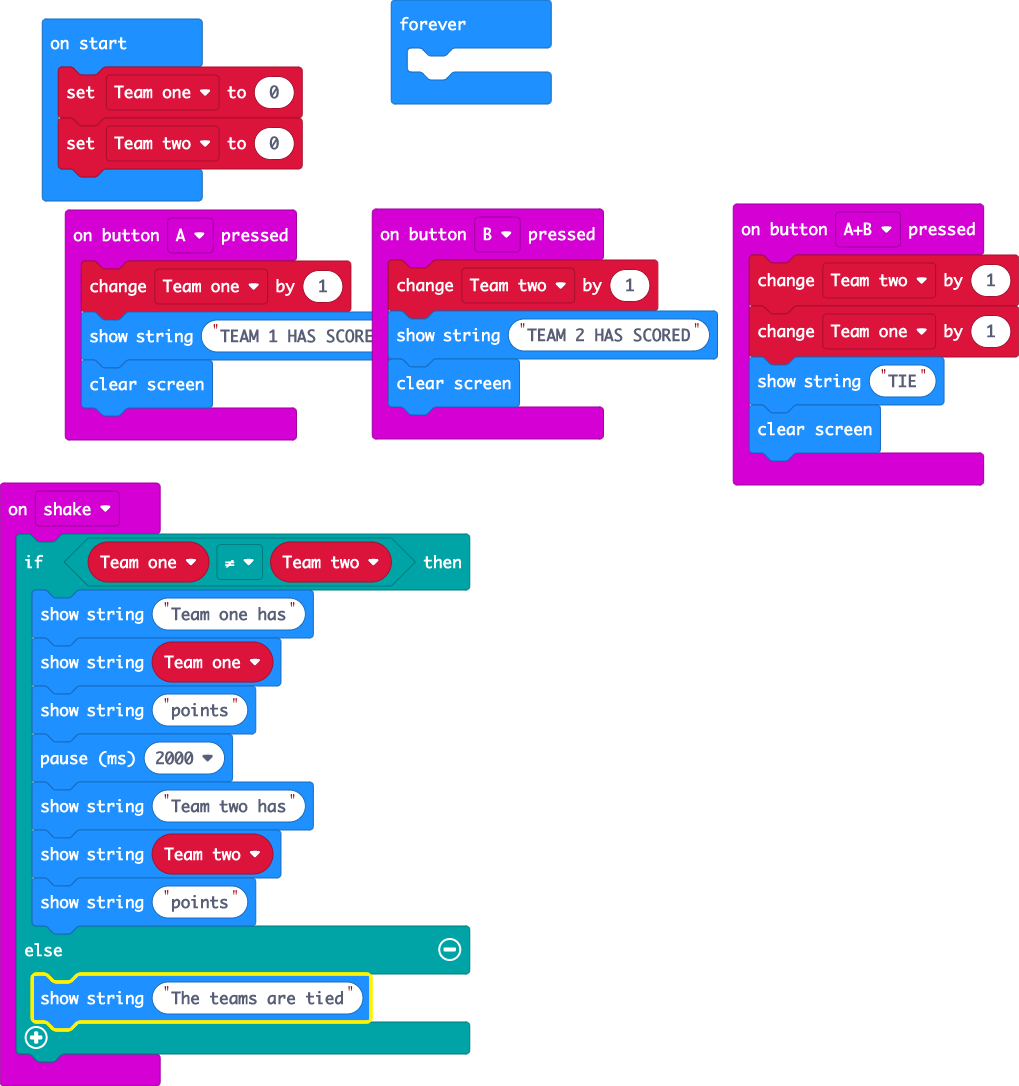 on start
set Team one to 0
set Team two to 0
forever
on button A pressed
change Team one by 1
show string "TEAM 1 HAS SCORE
clear screen
on button B pressed
change Team two by 1
show string "TEAM 2 HAS SCORED"
clear screen
on button A+B pressed
change Team two by 1
change Team one by 1
show string "TIE"
clear screen
on shake
if Team one ≠ Team two then
show string "Team one has"
show string Team one
show string "points"
pause (ms) 2000
show string "Team two has"
show string Team two
show string "points"
else
show string "The teams are tied"